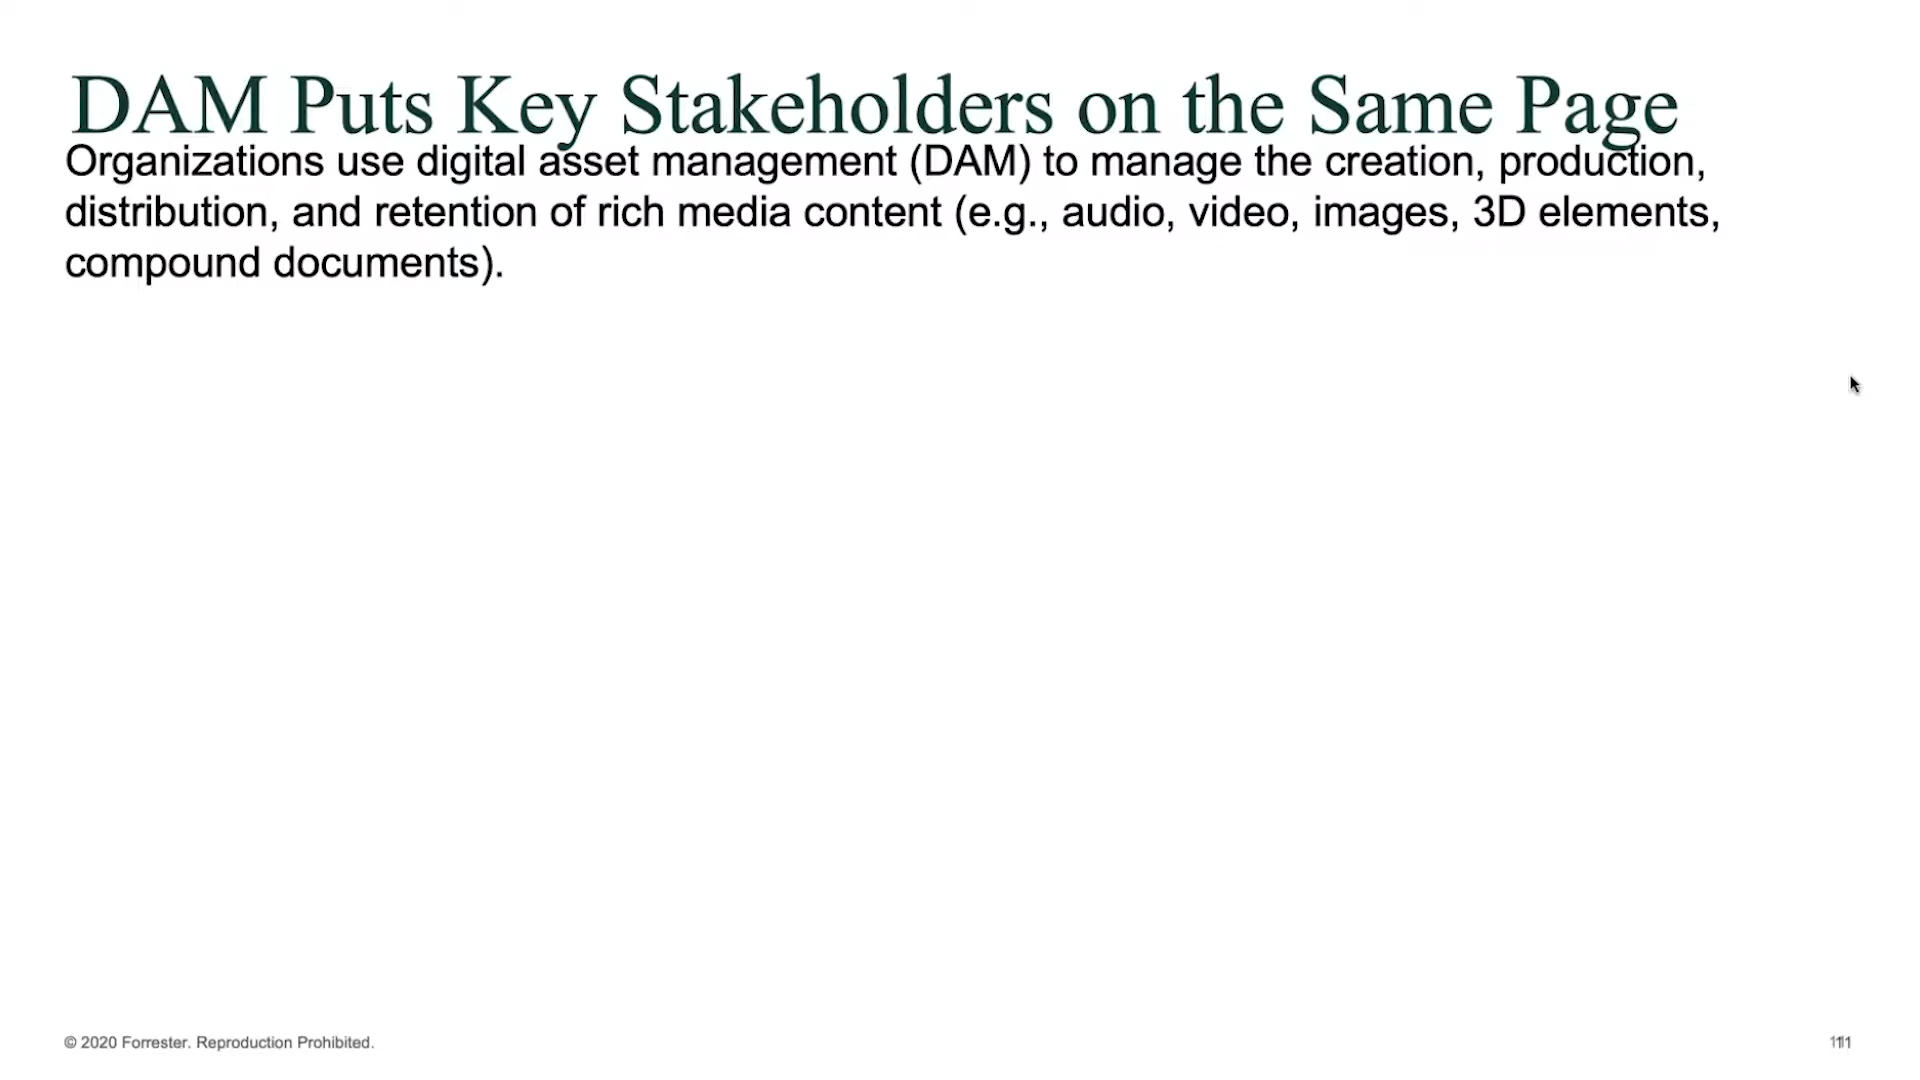 DAM Puts Key Stakeholders on the Same Page
Organizations use digital asset management (DAM) to manage the creation, production,
distribution, and retention of rich media content (e.g., audio, video, images, 3D elements,
compound documents).
© 2020 Forrester. Reproduction Prohibited.